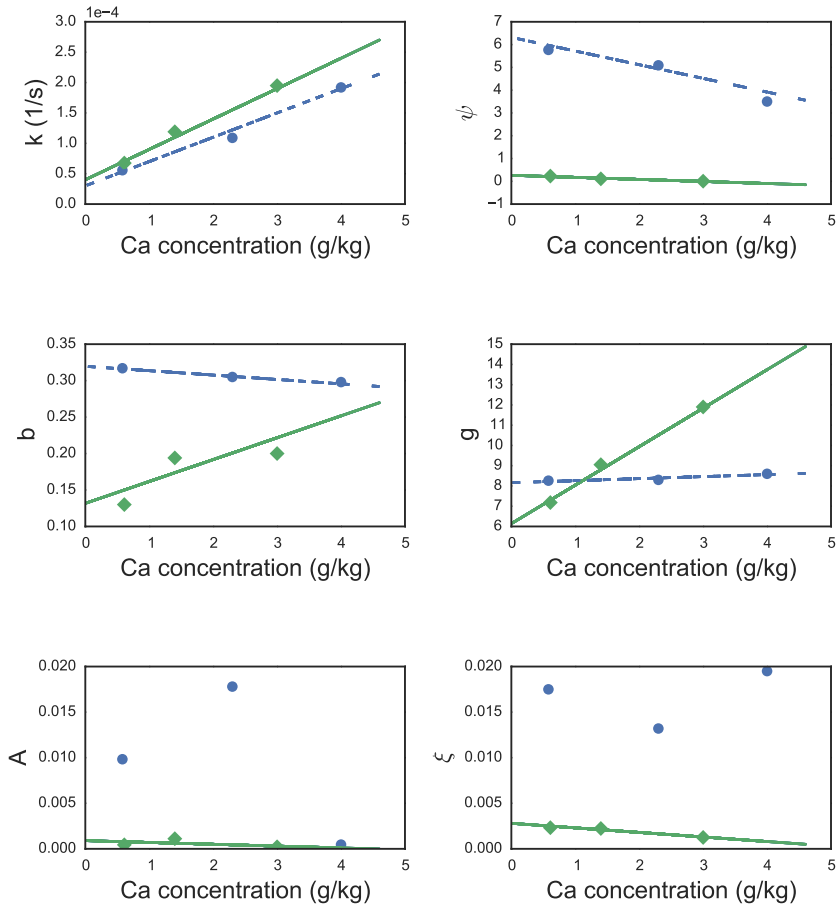 1e−4
3.0
2.5
2.0
1.5
1.0
0.5
0.0
k (1/s)
0 1 2 3 4 5
Ca concentration (g/kg)
7
6
5
4
3
2
1
0
−1
ψ
0 1 2 3 4 5
Ca concentration (g/kg)
0.35
0.30
0.25
0.20
0.15
0.10
b
0 1 2 3 4 5
Ca concentration (g/kg)
15
14
13
12
11
10
9
8
7
6
g
0 1 2 3 4 5
Ca concentration (g/kg)
0.020
0.015
0.010
0.005
0.000
A
0 1 2 3 4 5
Ca concentration (g/kg)
0.020
0.015
0.010
0.005
0.000
ξ
0 1 2 3 4 5
Ca concentration (g/kg)